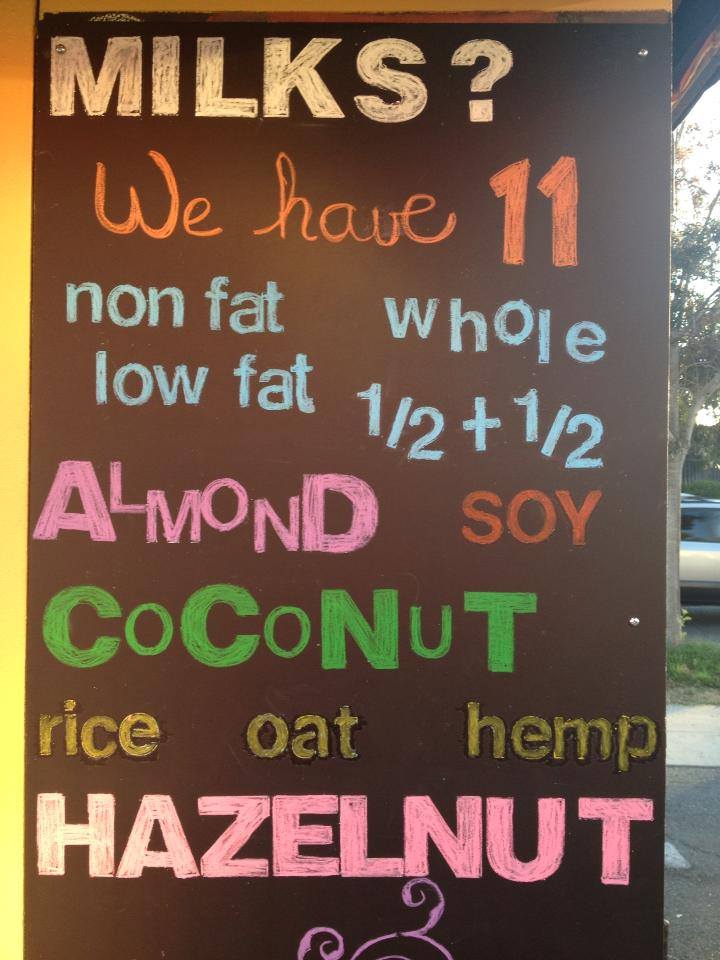 MILKS?
We have 11
non fat whole
low fat 1/2+1/2
ALMOND SOY
COCONUT
rice oat hemp
HAZELNUT